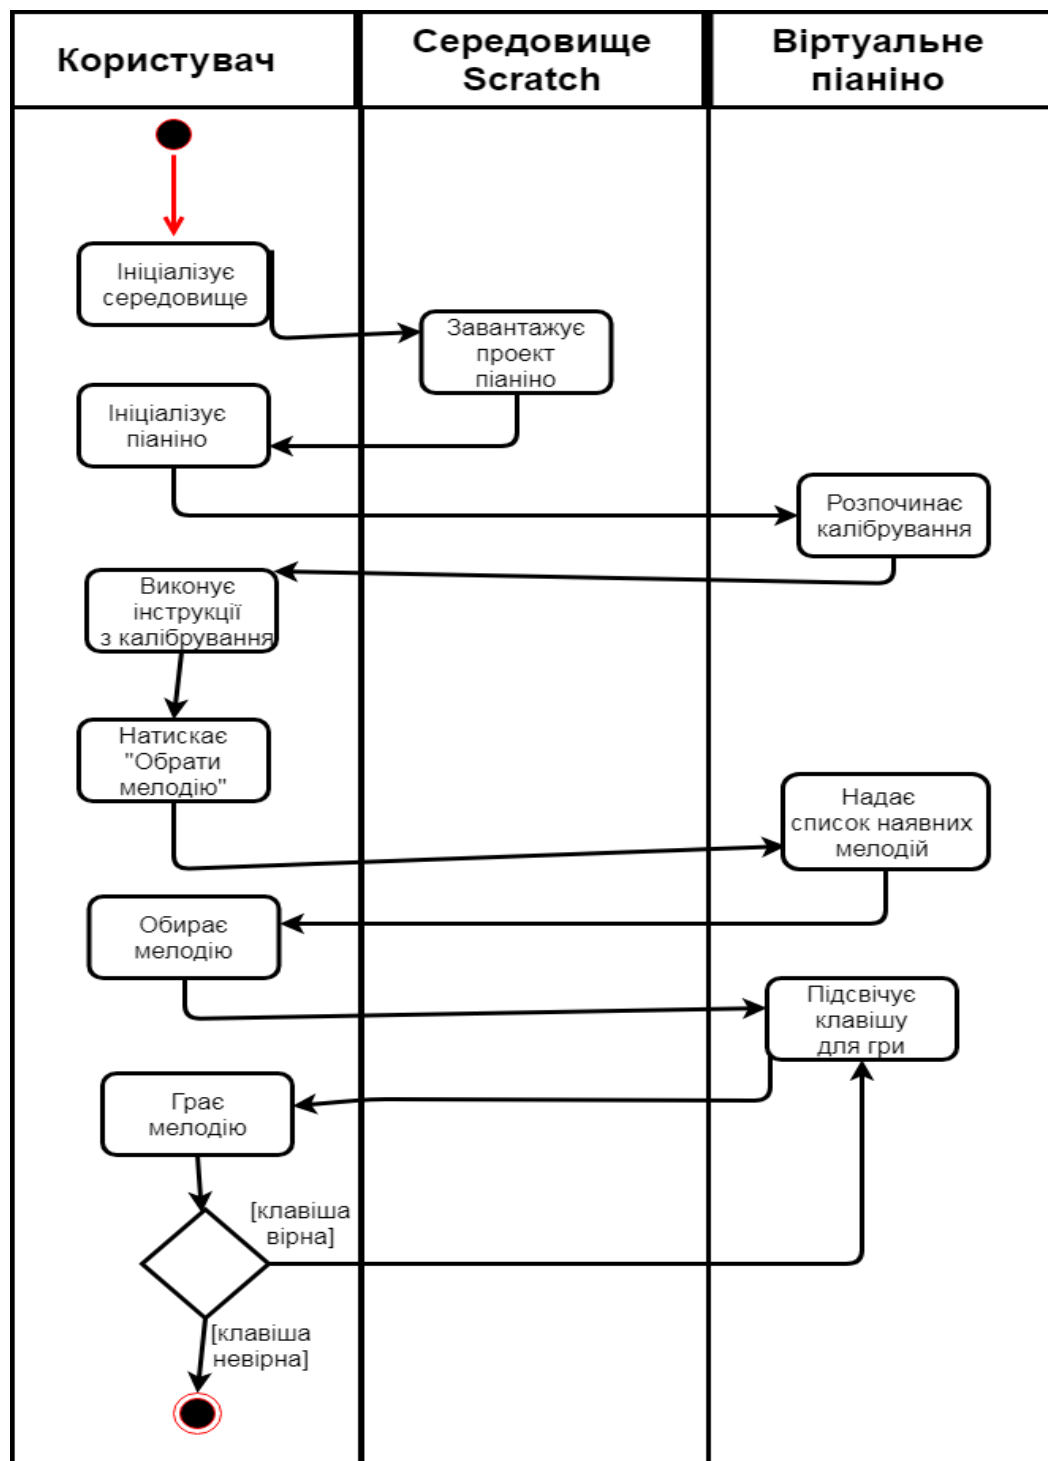 Користувач
Середовище
Scratch
Віртуальне
піаніно
Ініціалізує
середовище
Завантажує
проект
піаніно
Ініціалізує
піаніно
Розпочинає
калібрування
Виконує
інструкції
з калібрування
Натискає
"Обрати
мелодію"
Надає
список наявних
мелодій
Обирає
мелодію
Підсвічує
клавішу
для гри
Грає
мелодію
[клавіша
вірна]
[клавіша
невірна]